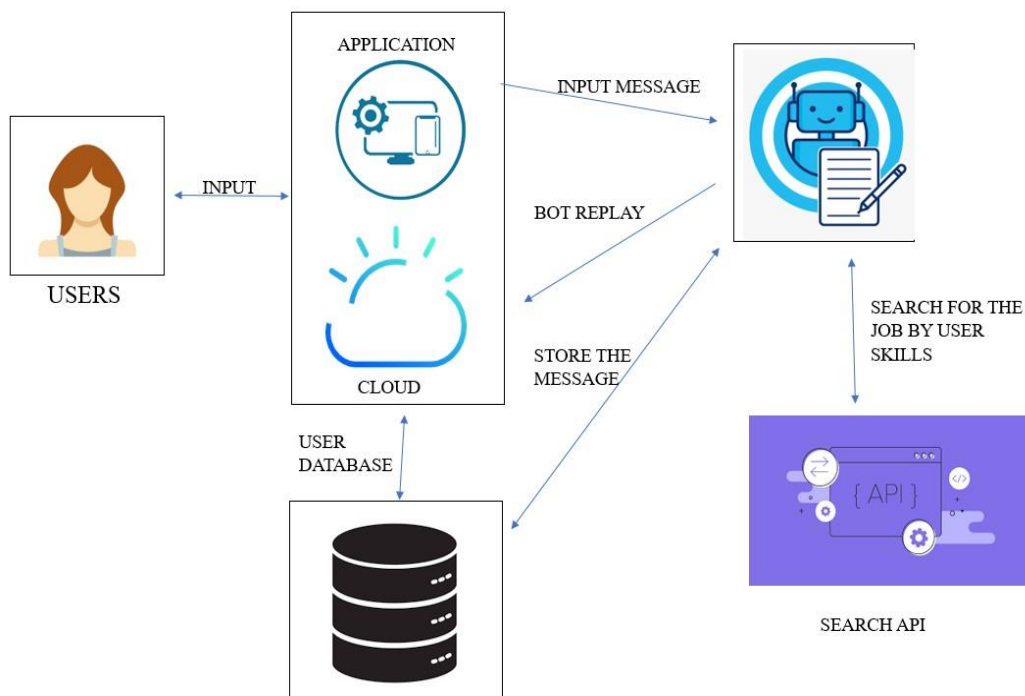 APPLICATION
INPUT MESSAGE
INPUT
BOT REPLAY
USERS
SEARCH FOR THE
JOB BY USER
SKILLS
STORE THE
MESSAGE
CLOUD
USER
DATABASE
{ API }
</>
SEARCH API